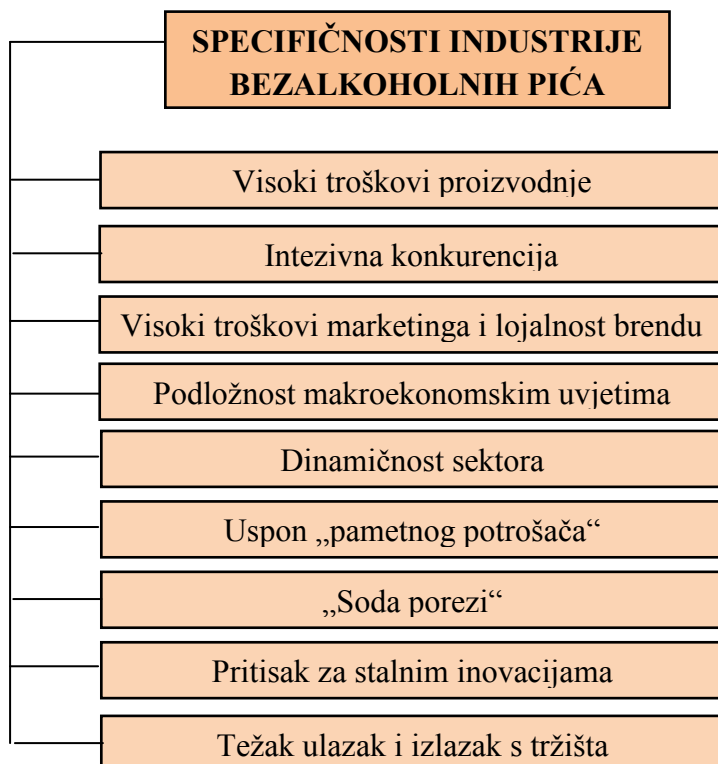 SPECIFIČNOSTI INDUSTRIJE
BEZALKOHOLNIH PIĆA
Visoki troškovi proizvodnje
Intezivna konkurencija
Visoki troškovi marketinga i lojalnost brendu
Podložnost makroekonomskim uvjetima
Dinamičnost sektora
Uspon „pametnog potrošača“
„Soda porezi“
Pritisak za stalnim inovacijama
Težak ulazak i izlazak s tržišta